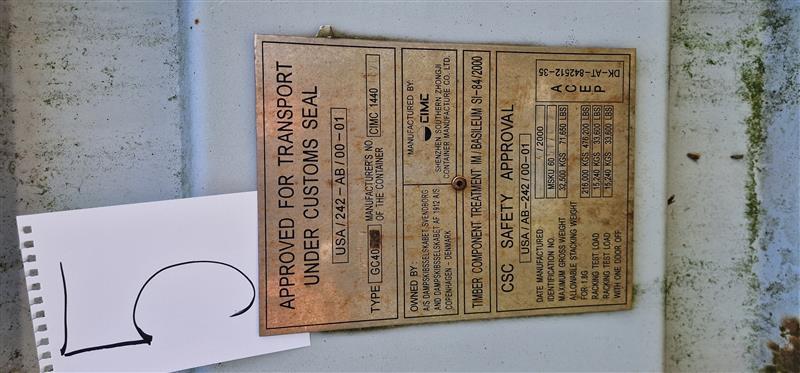 5
APPROVED FOR TRANSPORT
UNDER CUSTOMS SEAL
USA/242-AB/00-01
TYPE GC40 MANUFACTURER'S NO. OF THE CONTAINER CIMC 1440
OWNED BY:
A/S DAMPSKIBSSELSKABET SVENDBORG
AND DAMPSKIBSSELSKABET AF 1912 A/S
COPENHAGEN - DENMARK
MANUFACTURED BY:
CIMC
SHENZHEN SOUTHERN ZHONGJI
CONTAINER MANUFACTURE CO., LTD.
TIMBER COMPONENT TREATMENT IM/ BASILEUM SI-84/2000
CSC SAFETY APPROVAL
USA/AB-242/00-01
DATE MANUFACTURED /2000
IDENTIFICATION NO. MSKU 60
MAXIMUM GROSS WEIGHT 32,500 KGS 71,650 LBS
ALLOWABLE STACKING WEIGHT
FOR 1.8G 216,000 KGS 476,200 LBS
RACKING TEST LOAD 15,240 KGS 33,600 LBS
RACKING TEST LOAD 15,240 KGS 33,600 LBS
WITH ONE DOOR OFF
A C E P
DK-AT-842512-35